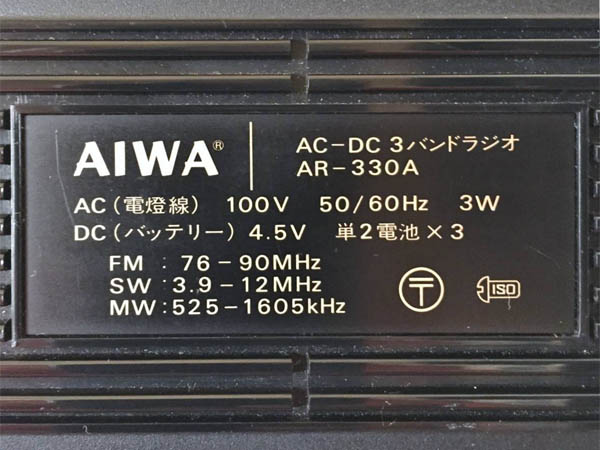 AIWA®
AC-DC 3バンドラジオ
AR-330A
AC(電燈線) 100V 50/60Hz 3W
DC(バッテリー) 4.5V 単2電池×3
FM : 76-90MHz
SW : 3.9-12MHz
MW : 525-1605kHz
〒
ISO